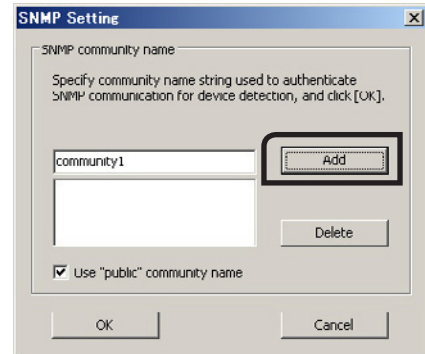 SNMP Setting
SNMP community name
Specify community name string used to authenticate
SNMP communication for device detection, and click [OK].
community1
Add
Delete
Use "public" community name
OK
Cancel